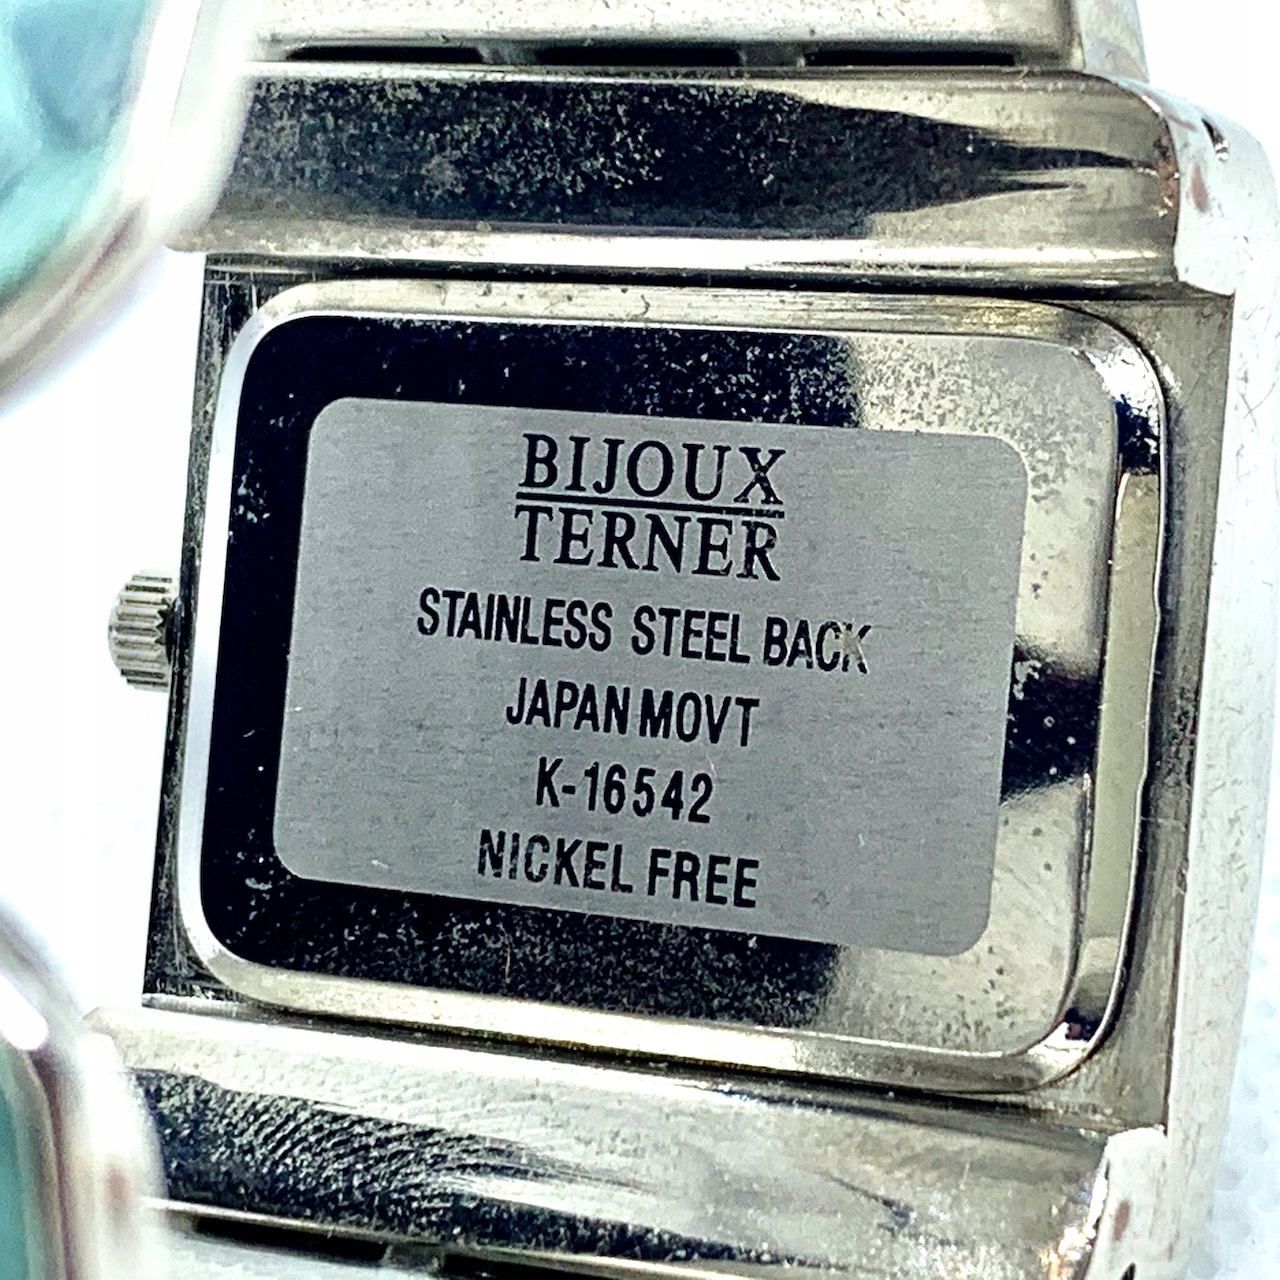 BIJOUX
TERNER
STAINLESS STEEL BACK
JAPAN MOVT
K-16542
NICKEL FREE